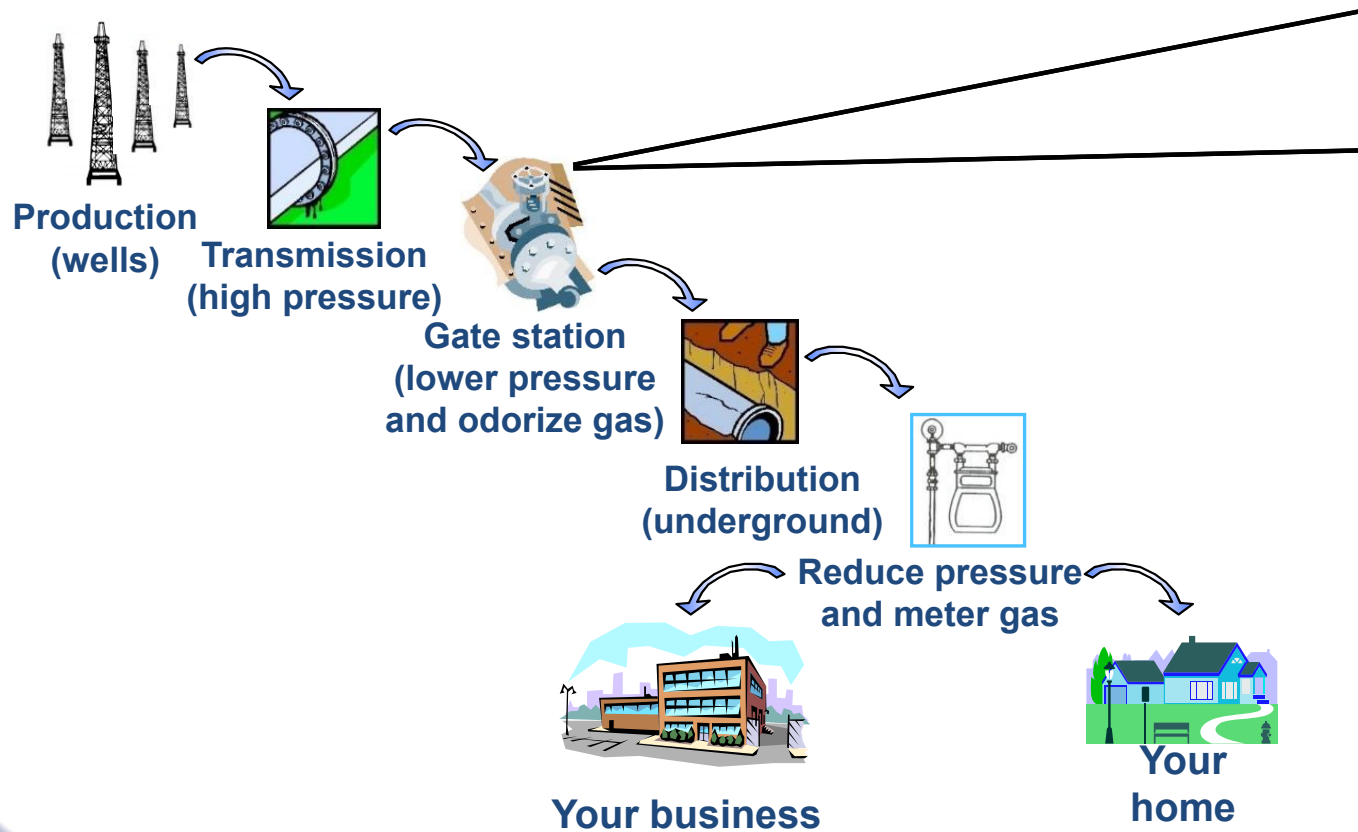 Production
(wells)
Transmission
(high pressure)
Gate station
(lower pressure
and odorize gas)
Distribution
(underground)
Reduce pressure
and meter gas
Your business
Your
home